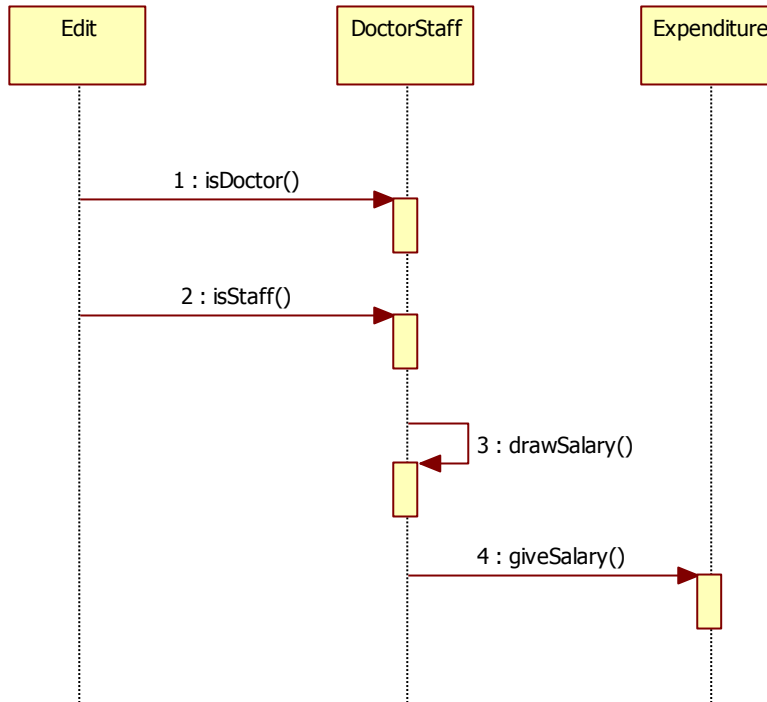 Edit
DoctorStaff
Expenditure
1 : isDoctor()
2 : isStaff()
3 : drawSalary()
4 : giveSalary()